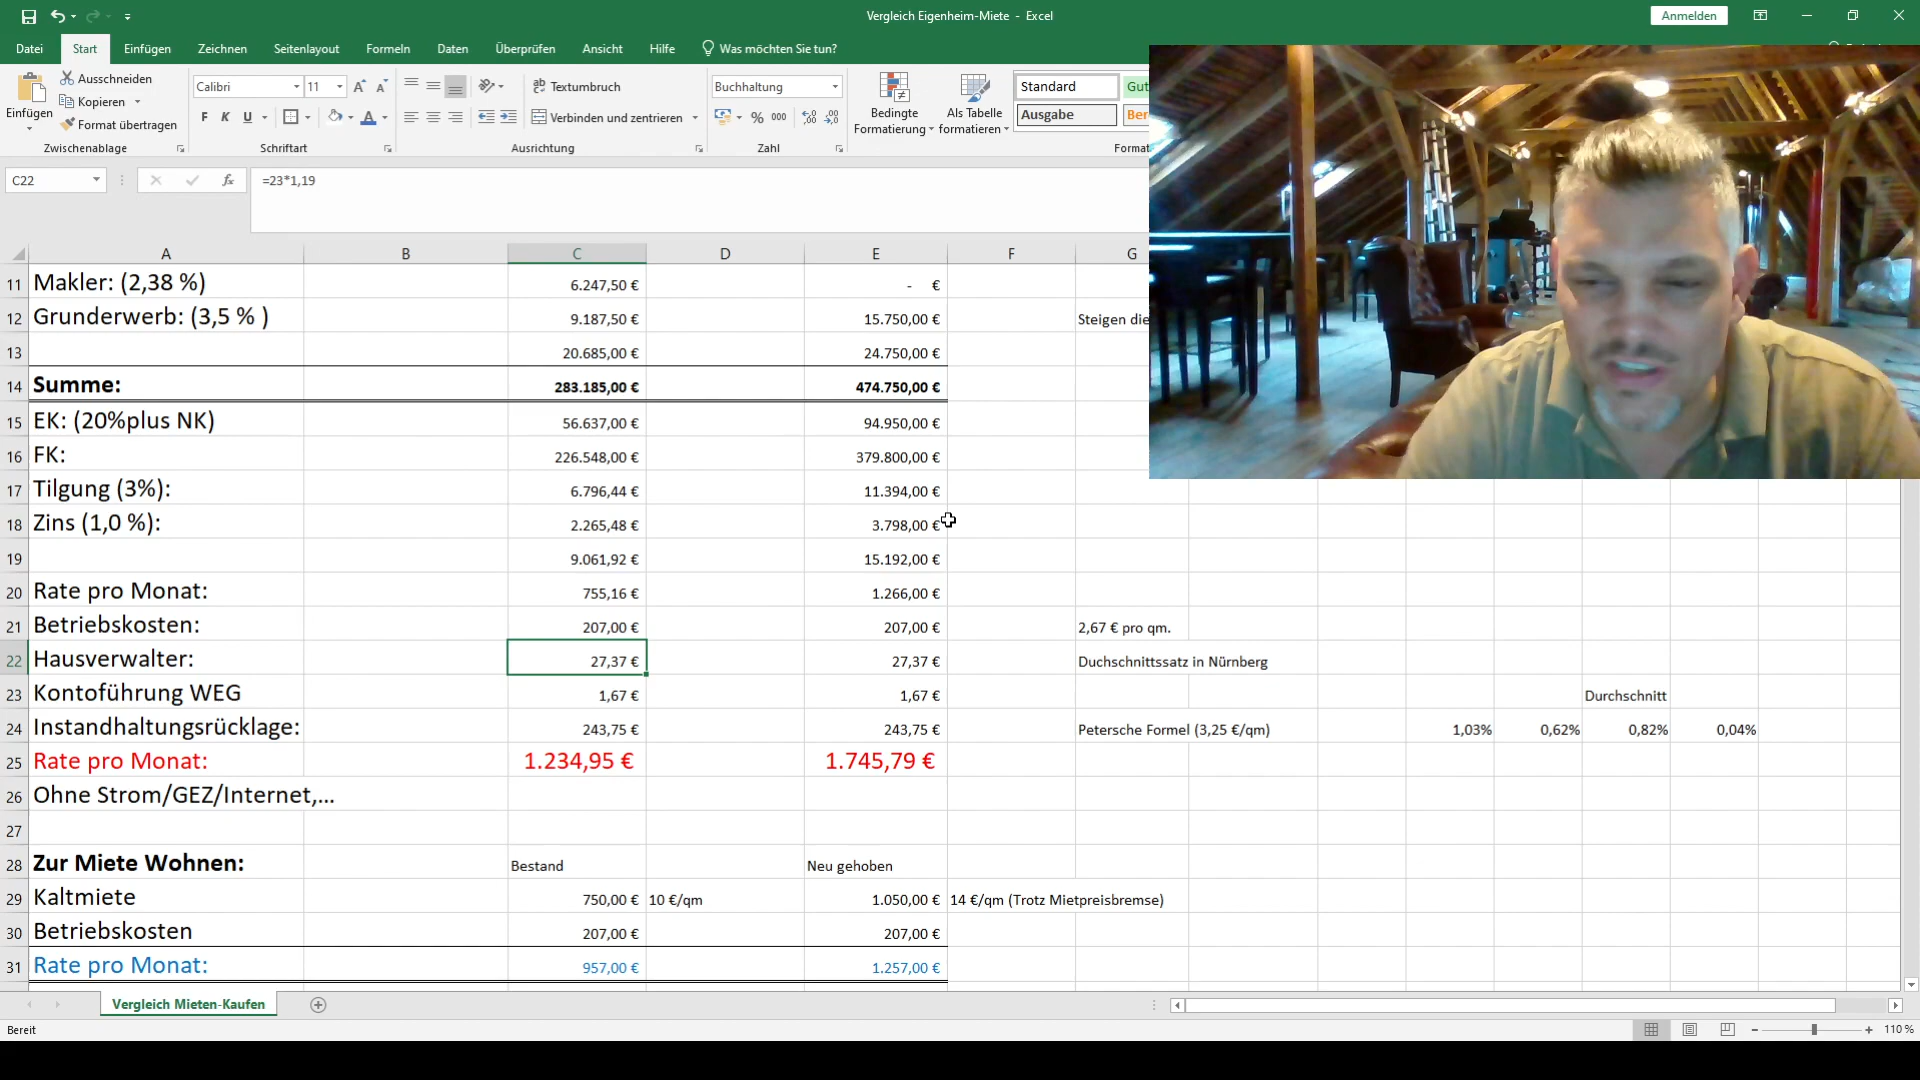 Vergleich Eigenheim-Miete - Excel
Anmelden
Datei Start Einfügen Zeichnen Seitenlayout Formeln Daten Überprüfen Ansicht Hilfe Was möchten Sie tun?
Einfügen
Ausschneiden
Kopieren
Format übertragen
Zwischenablage
Calibri 11
F K U
Schriftart
Textumbruch
Verbinden und zentrieren
Ausrichtung
Buchhaltung
% 000
Zahl
Bedingte Formatierung
Als Tabelle formatieren
Standard Gut
Ausgabe Ber
Format
C22 fx =23*1,19
A B C D E F G
11 Makler: (2,38 %) 6.247,50 € - €
12 Grunderwerb: (3,5 % ) 9.187,50 € 15.750,00 € Steigen die
13 20.685,00 € 24.750,00 €
14 Summe: 283.185,00 € 474.750,00 €
15 EK: (20%plus NK) 56.637,00 € 94.950,00 €
16 FK: 226.548,00 € 379.800,00 €
17 Tilgung (3%): 6.796,44 € 11.394,00 €
18 Zins (1,0 %): 2.265,48 € 3.798,00 €
19 9.061,92 € 15.192,00 €
20 Rate pro Monat: 755,16 € 1.266,00 €
21 Betriebskosten: 207,00 € 207,00 € 2,67 € pro qm.
22 Hausverwalter: 27,37 € 27,37 € Duchschnittssatz in Nürnberg
23 Kontoführung WEG 1,67 € 1,67 € Durchschnitt
24 Instandhaltungsrücklage: 243,75 € 243,75 € Petersche Formel (3,25 €/qm) 1,03% 0,62% 0,82% 0,04%
25 Rate pro Monat: 1.234,95 € 1.745,79 €
26 Ohne Strom/GEZ/Internet,...
27
28 Zur Miete Wohnen: Bestand Neu gehoben
29 Kaltmiete 750,00 € 10 €/qm 1.050,00 € 14 €/qm (Trotz Mietpreisbremse)
30 Betriebskosten 207,00 € 207,00 €
31 Rate pro Monat: 957,00 € 1.257,00 €
Vergleich Mieten-Kaufen
Bereit
110 %